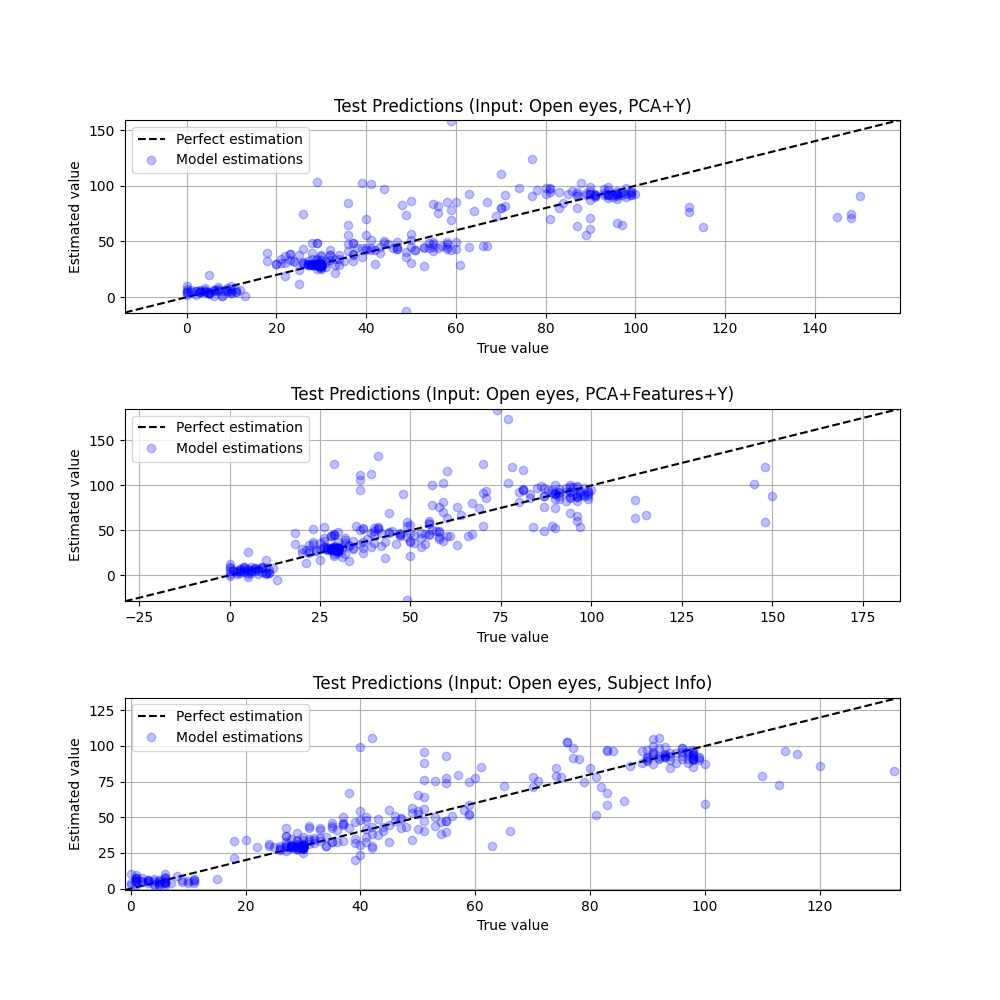 Test Predictions (Input: Open eyes, PCA+Y)
Estimated value
150
100
50
0
Perfect estimation
Model estimations
0 20 40 60 80 100 120 140
True value
Test Predictions (Input: Open eyes, PCA+Features+Y)
Estimated value
150
100
50
0
Perfect estimation
Model estimations
−25 0 25 50 75 100 125 150 175
True value
Test Predictions (Input: Open eyes, Subject Info)
Estimated value
125
100
75
50
25
0
Perfect estimation
Model estimations
0 20 40 60 80 100 120
True value